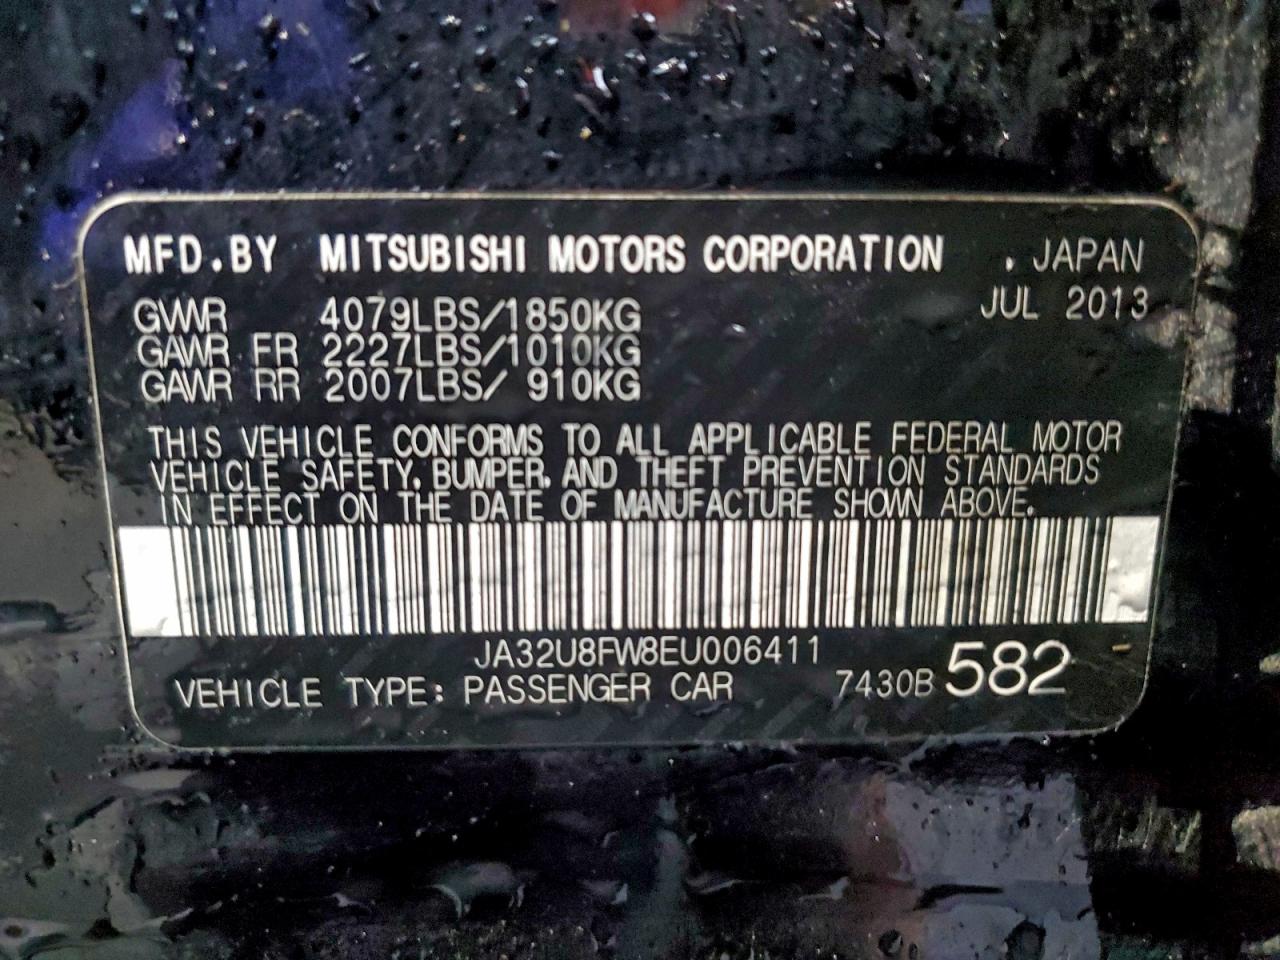 MFD.BY MITSUBISHI MOTORS CORPORATION . JAPAN
GVWR 4079LBS/1850KG JUL 2013
GAWR FR 2227LBS/1010KG
GAWR RR 2007LBS/ 910KG
THIS VEHICLE CONFORMS TO ALL APPLICABLE FEDERAL MOTOR
VEHICLE SAFETY, BUMPER, AND THEFT PREVENTION STANDARDS
IN EFFECT ON THE DATE OF MANUFACTURE SHOWN ABOVE.
JA32U8FW8EU006411
VEHICLE TYPE: PASSENGER CAR 7430B 582